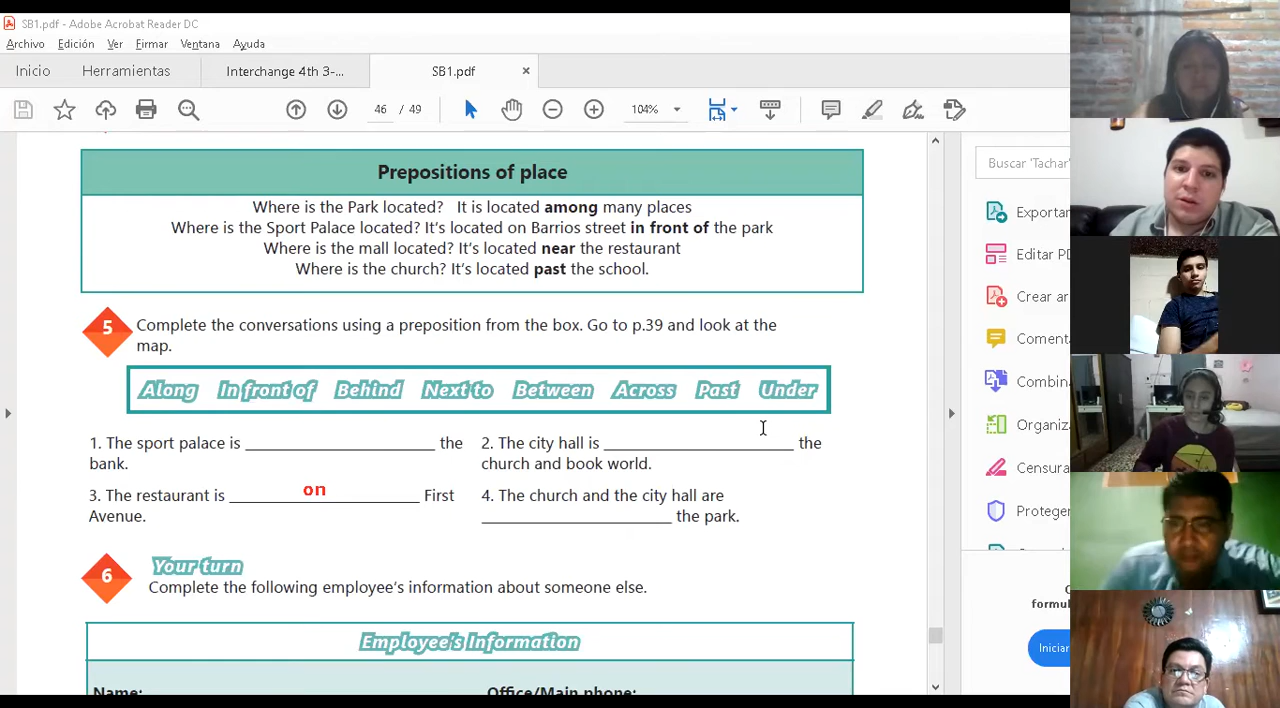 SB1.pdf - Adobe Acrobat Reader DC
Archivo Edición Ver Firmar Ventana Ayuda
Inicio Herramientas Interchange 4th 3-... SB1.pdf ×
46 / 49 104%
Prepositions of place
Where is the Park located? It is located among many places
Where is the Sport Palace located? It's located on Barrios street in front of the park
Where is the mall located? It's located near the restaurant
Where is the church? It's located past the school.
5 Complete the conversations using a preposition from the box. Go to p.39 and look at the
map.
Along In front of Behind Next to Between Across Past Under
1. The sport palace is ____________________ the
bank.
2. The city hall is ____________________ the
church and book world.
3. The restaurant is on First
Avenue.
4. The church and the city hall are
____________________ the park.
6 Your turn
Complete the following employee's information about someone else.
Employee's Information
Name: Office/Main phone:
Buscar 'Tachar'
Exportar
Editar PD
Crear ar
Coment
Combin
Organiz
Censura
Proteger
formu
Iniciar